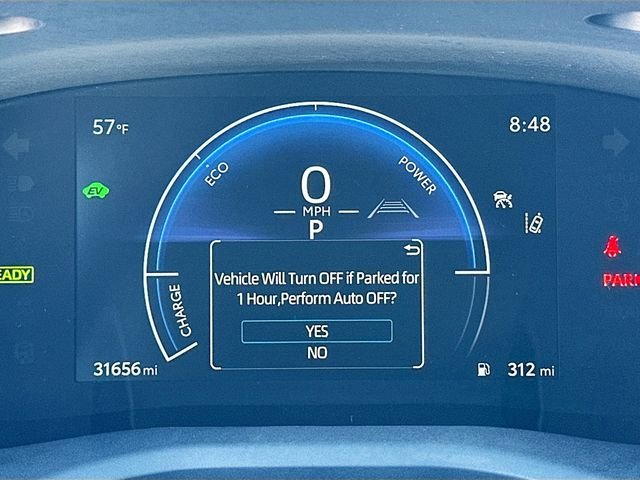 57°F
8:48
ECO
POWER
0
MPH
P
EV
READY
Vehicle Will Turn OFF if Parked for
1 Hour,Perform Auto OFF?
YES
NO
CHARGE
PARK
31656 mi
312 mi